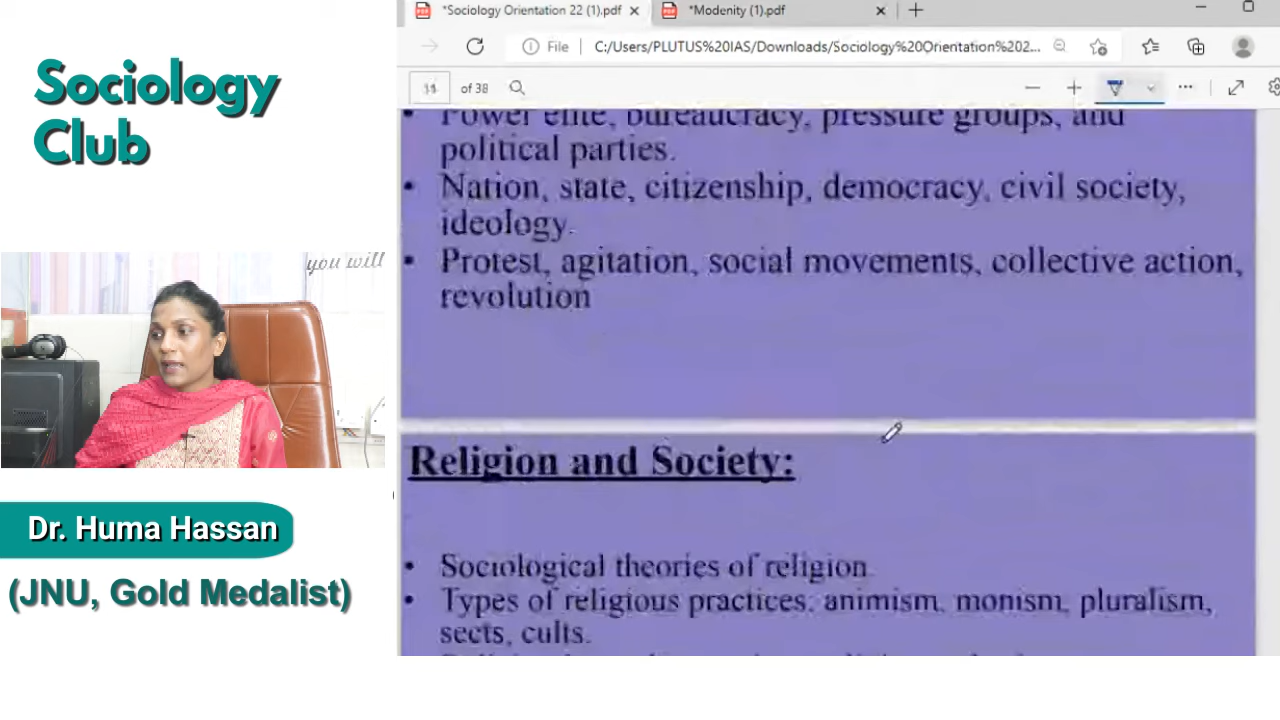 Sociology
Club
you will
Dr. Huma Hassan
(JNU, Gold Medalist)
*Sociology Orientation 22 (1).pdf
*Modenity (1).pdf
File
C:/Users/PLUTUS%20IAS/Downloads/Sociology%20Orientation%202...
of 38
• Power elite, bureaucracy, pressure groups, and
political parties.
• Nation, state, citizenship, democracy, civil society,
ideology.
• Protest, agitation, social movements, collective action,
revolution
Religion and Society:
• Sociological theories of religion.
• Types of religious practices: animism, monism, pluralism,
sects, cults.